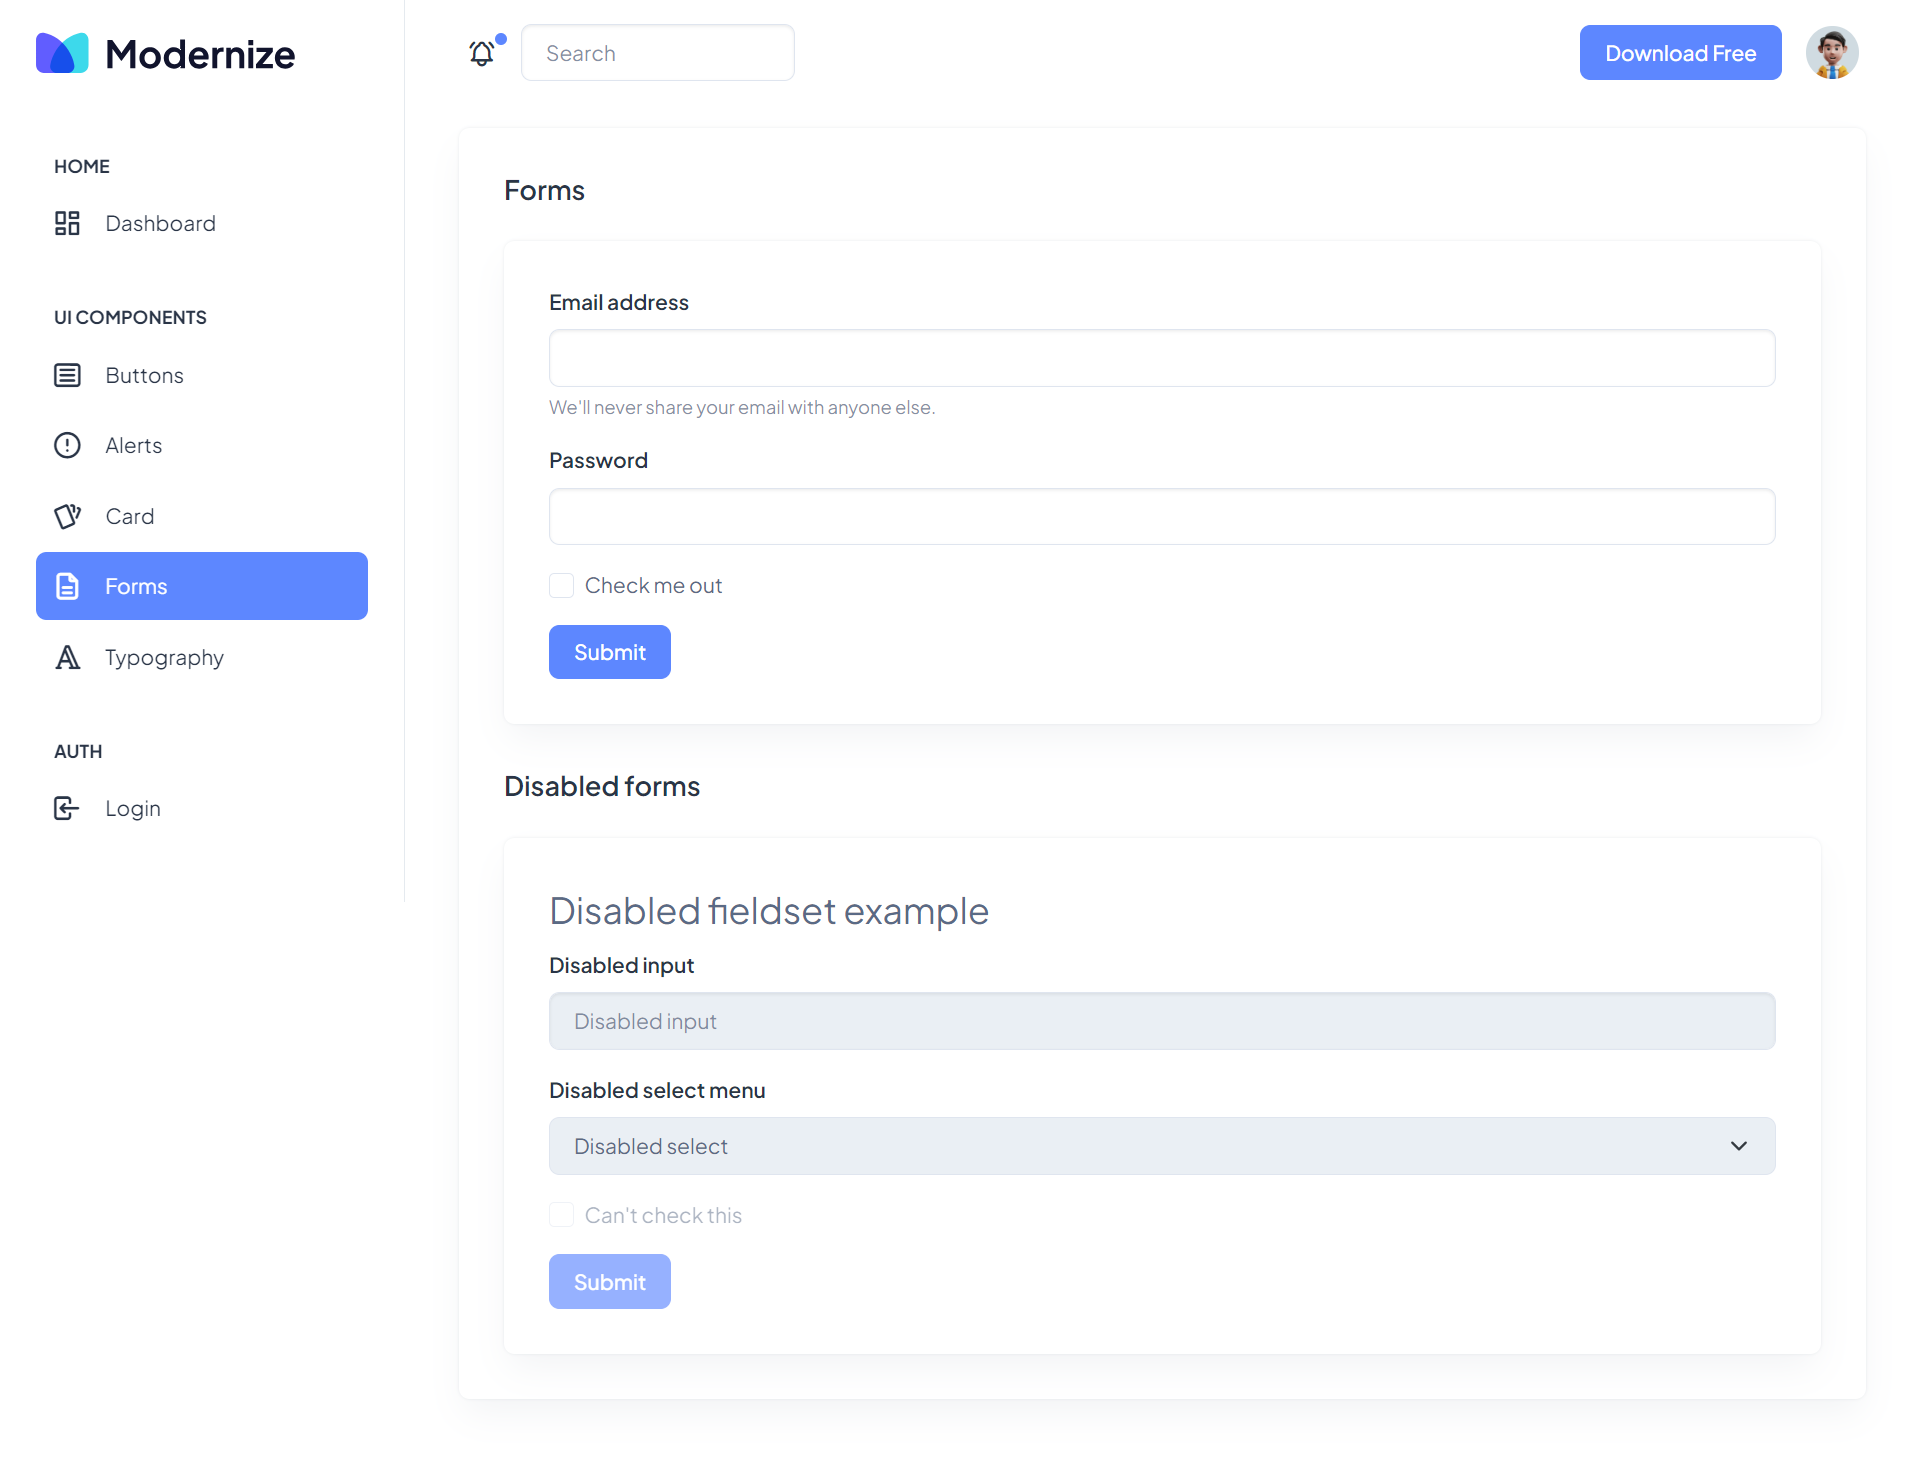 Modernize
HOME
Dashboard
UI COMPONENTS
Buttons
Alerts
Card
Forms
Typography
AUTH
Login
Search
Download Free
Forms
Email address
We'll never share your email with anyone else.
Password
Check me out
Submit
Disabled forms
Disabled fieldset example
Disabled input
Disabled input
Disabled select menu
Disabled select
Can't check this
Submit